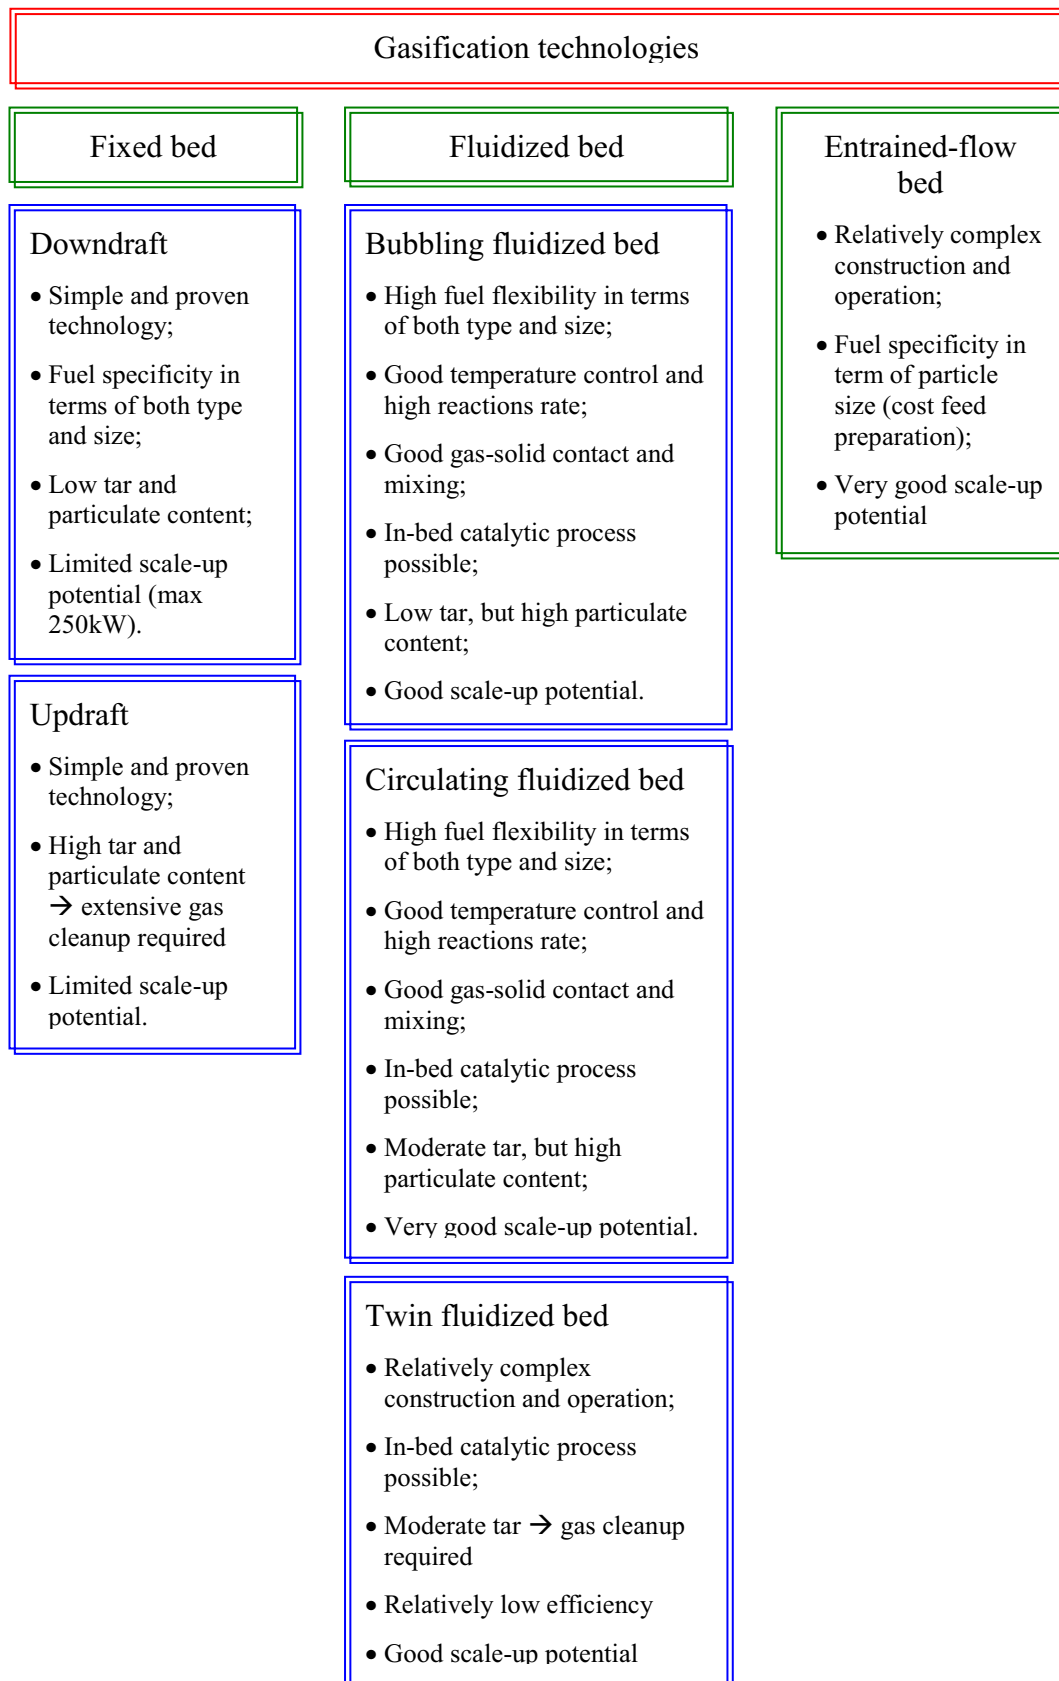 Gasification technologies
Fixed bed
Downdraft
• Simple and proven
technology;
• Fuel specificity in
terms of both type
and size;
• Low tar and
particulate content;
• Limited scale-up
potential (max
250kW).
Updraft
• Simple and proven
technology;
• High tar and
particulate content
→ extensive gas
cleanup required
• Limited scale-up
potential.
Fluidized bed
Bubbling fluidized bed
• High fuel flexibility in terms
of both type and size;
• Good temperature control and
high reactions rate;
• Good gas-solid contact and
mixing;
• In-bed catalytic process
possible;
• Low tar, but high particulate
content;
• Good scale-up potential.
Circulating fluidized bed
• High fuel flexibility in terms
of both type and size;
• Good temperature control and
high reactions rate;
• Good gas-solid contact and
mixing;
• In-bed catalytic process
possible;
• Moderate tar, but high
particulate content;
• Very good scale-up potential.
Twin fluidized bed
• Relatively complex
construction and operation;
• In-bed catalytic process
possible;
• Moderate tar → gas cleanup
required
• Relatively low efficiency
• Good scale-up potential
Entrained-flow
bed
• Relatively complex
construction and
operation;
• Fuel specificity in
term of particle
size (cost feed
preparation);
• Very good scale-up
potential